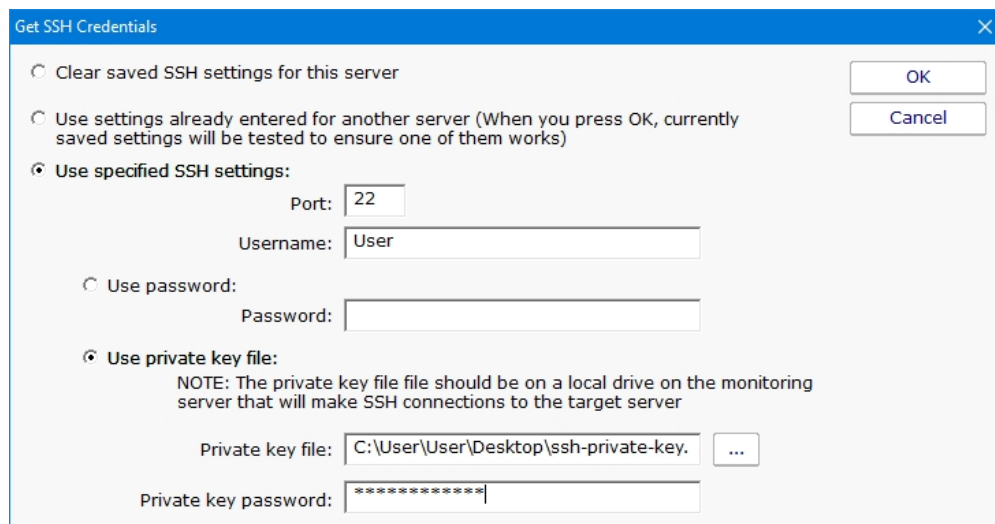 Get SSH Credentials
Clear saved SSH settings for this server
OK
Use settings already entered for another server (When you press OK, currently
saved settings will be tested to ensure one of them works)
Cancel
Use specified SSH settings:
Port: 22
Username: User
Use password:
Password:
Use private key file:
NOTE: The private key file file should be on a local drive on the monitoring
server that will make SSH connections to the target server
Private key file: C:\User\User\Desktop\ssh-private-key. ...
Private key password: ************